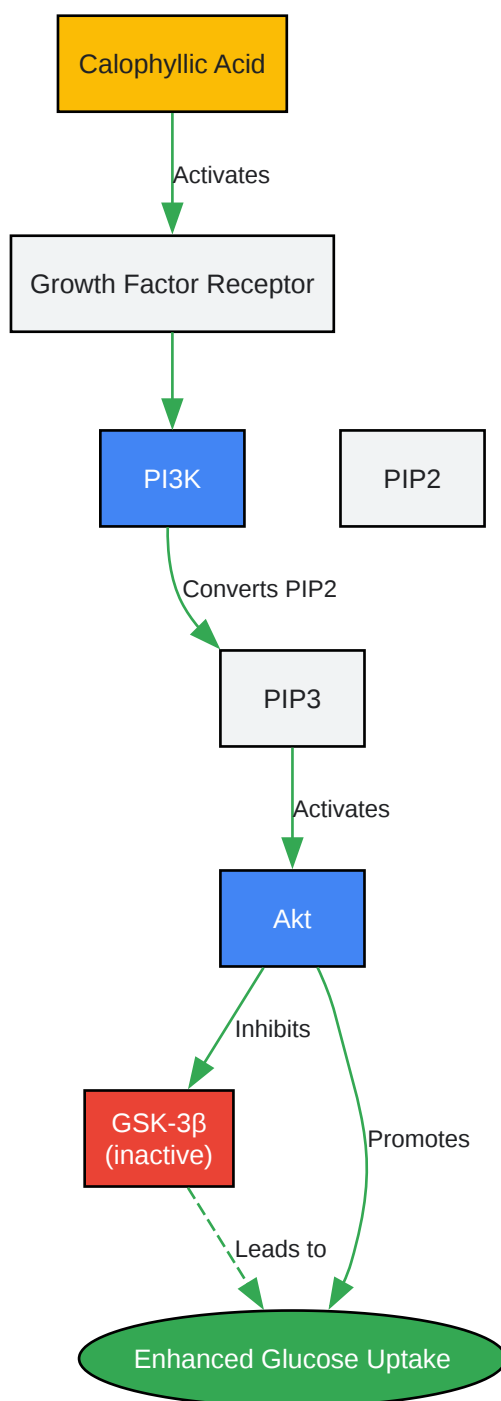 Calophyllic Acid
Activates
Growth Factor Receptor
PI3K
PIP2
Converts PIP2
PIP3
Activates
Akt
Inhibits
GSK-3β
(inactive)
Promotes
Leads to
Enhanced Glucose Uptake